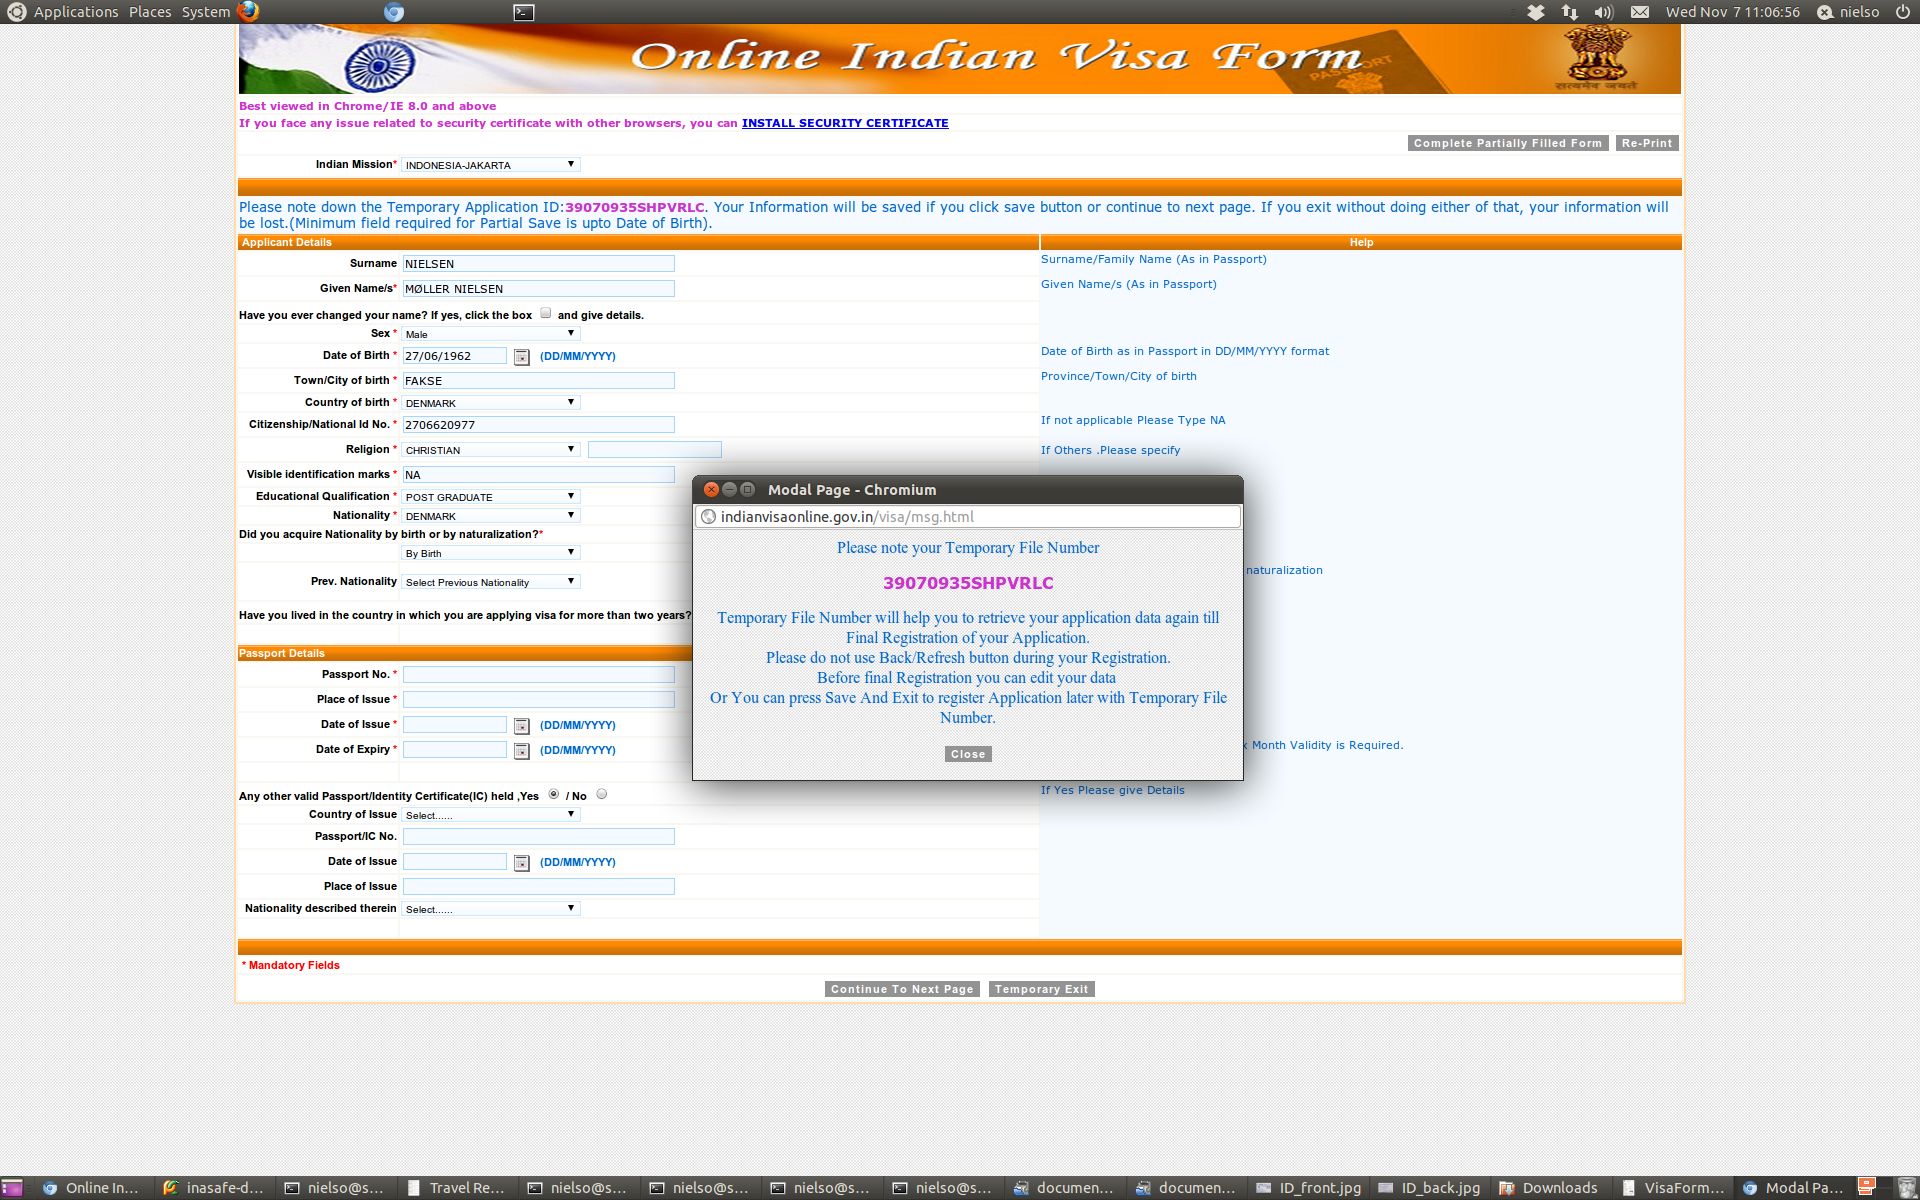 Applications Places System
Wed Nov 7 11:06:56 nielso
Online Indian Visa Form
PASSPORT
सत्यमेव जयते
Best viewed in Chrome/IE 8.0 and above
If you face any issue related to security certificate with other browsers, you can INSTALL SECURITY CERTIFICATE
Complete Partially Filled Form Re-Print
Indian Mission* INDONESIA-JAKARTA
Please note down the Temporary Application ID:39070935SHPVRLC. Your Information will be saved if you click save button or continue to next page. If you exit without doing either of that, your information will
be lost.(Minimum field required for Partial Save is upto Date of Birth).
Applicant Details Help
Surname NIELSEN Surname/Family Name (As in Passport)
Given Name/s* MØLLER NIELSEN Given Name/s (As in Passport)
Have you ever changed your name? If yes, click the box and give details.
Sex * Male
Date of Birth * 27/06/1962 (DD/MM/YYYY) Date of Birth as in Passport in DD/MM/YYYY format
Town/City of birth * FAKSE Province/Town/City of birth
Country of birth * DENMARK
Citizenship/National Id No. * 2706620977 If not applicable Please Type NA
Religion * CHRISTIAN If Others .Please specify
Visible identification marks * NA
Educational Qualification * POST GRADUATE
Nationality * DENMARK
Did you acquire Nationality by birth or by naturalization?*
By Birth
naturalization
Prev. Nationality Select Previous Nationality
Have you lived in the country in which you are applying visa for more than two years?
Passport Details
Passport No. *
Place of Issue *
Date of Issue * (DD/MM/YYYY)
Date of Expiry * (DD/MM/YYYY) Month Validity is Required.
Any other valid Passport/Identity Certificate(IC) held ,Yes / No If Yes Please give Details
Country of Issue Select......
Passport/IC No.
Date of Issue (DD/MM/YYYY)
Place of Issue
Nationality described therein Select......
* Mandatory Fields
Continue To Next Page Temporary Exit
Modal Page - Chromium
indianvisaonline.gov.in/visa/msg.html
Please note your Temporary File Number
39070935SHPVRLC
Temporary File Number will help you to retrieve your application data again till
Final Registration of your Application.
Please do not use Back/Refresh button during your Registration.
Before final Registration you can edit your data
Or You can press Save And Exit to register Application later with Temporary File
Number.
Close
Online In... inasafe-d... nielso@s... Travel Re... nielso@s... nielso@s... nielso@s... nielso@s... documen... documen... ID_front.jpg ID_back.jpg Downloads VisaForm... Modal Pa...